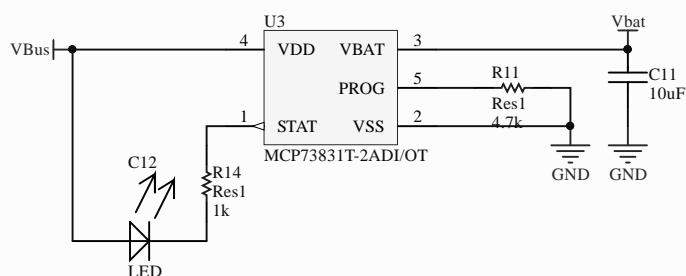 U3
Vbat
VBus
4
VDD
VBAT
3
PROG
5
R11
Res1
4.7k
C11
10uF
1
STAT
VSS
2
MCP73831T-2ADI/OT
GND
GND
C12
R14
Res1
1k
LED